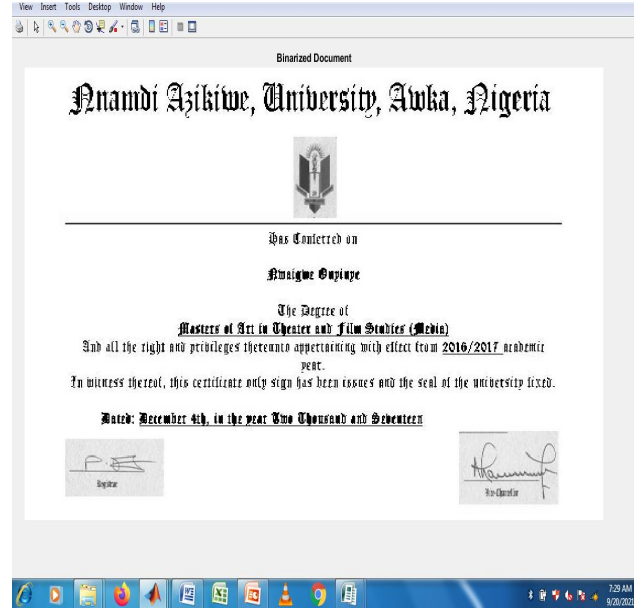 View Insert Tools Desktop Window Help
Binarized Document
Nnamdi Azikiwe, University, Awka, Nigeria
Has Conferred on
Nwaigwe Onyinye
The Degree of
Masters of Art in Theater and Film Studies (Media)
And all the right and privileges thereunto appertaining with effect from 2016/2017 academic
year.
In witness thereof, this certificate only sign has been issues and the seal of the university fixed.
Dated: December 4th, in the year Two Thousand and Seventeen
Registrar
Vice-Chancellor
7:29 AM
9/20/2021